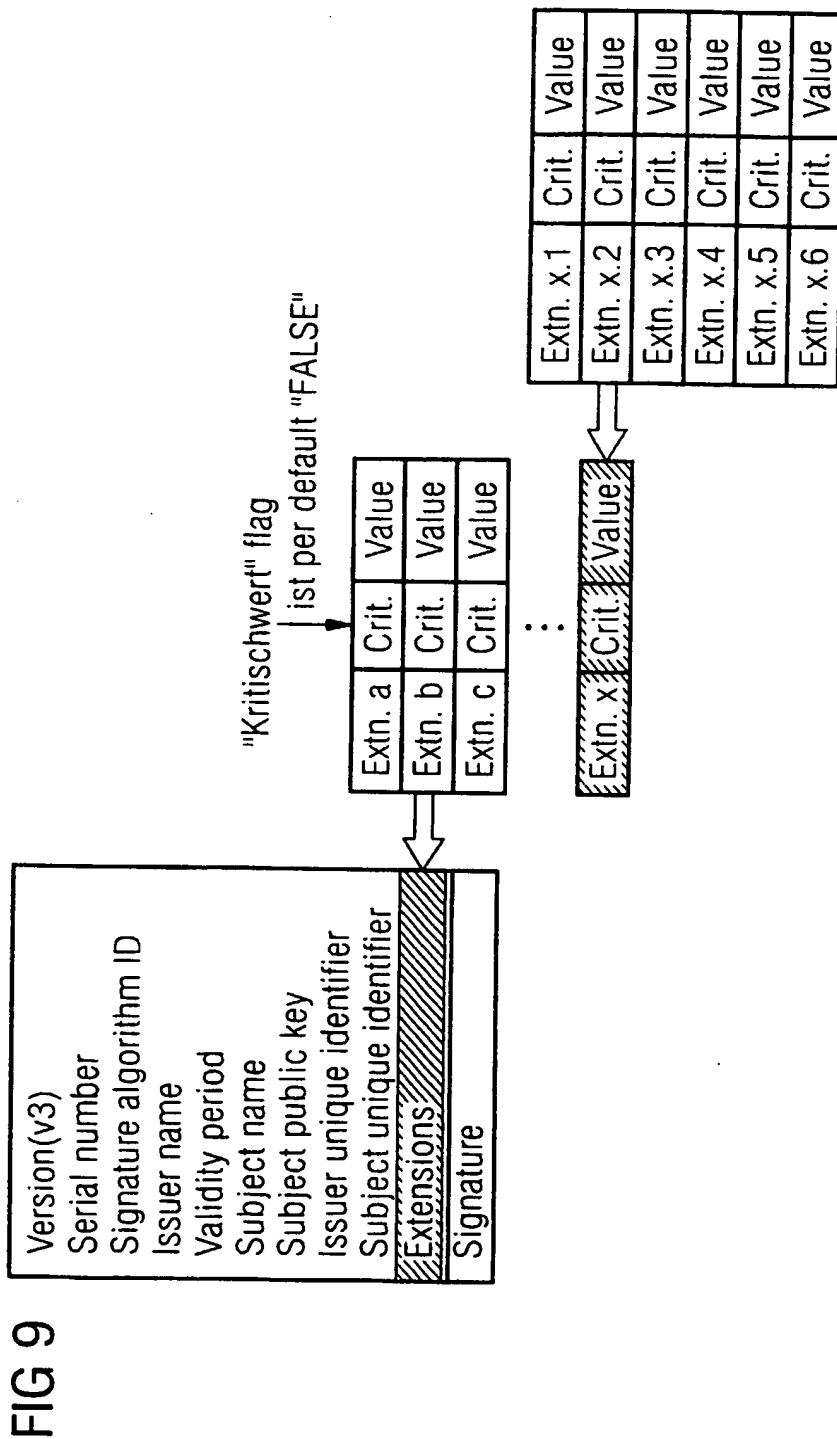 FIG 9
Version(v3)
Serial number
Signature algorithm ID
Issuer name
Validity period
Subject name
Subject public key
Issuer unique identifier
Subject unique identifier
Extensions
Signature
"Kritischwert" flag
ist per default "FALSE"
Extn. a Crit. Value
Extn. b Crit. Value
Extn. c Crit. Value
...
Extn. x Crit. Value
Extn. x.1 Crit. Value
Extn. x.2 Crit. Value
Extn. x.3 Crit. Value
Extn. x.4 Crit. Value
Extn. x.5 Crit. Value
Extn. x.6 Crit. Value